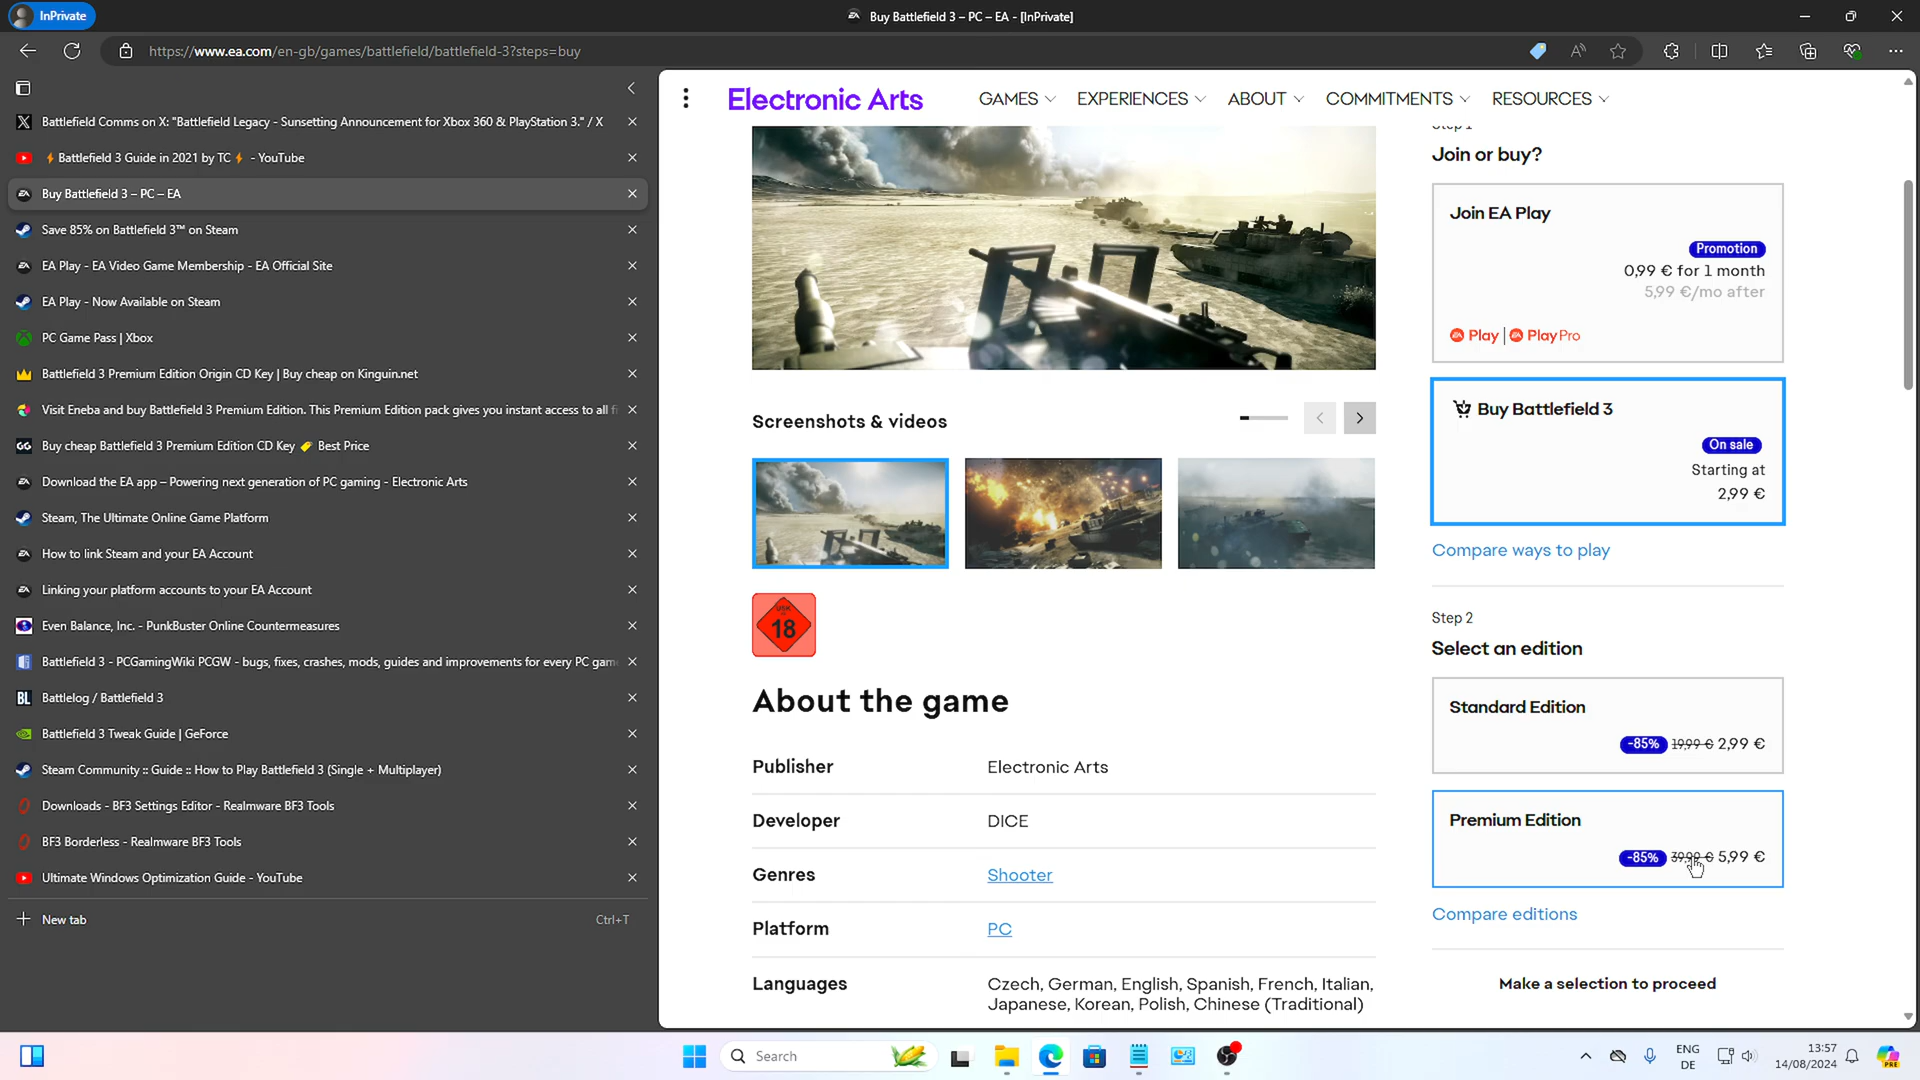 InPrivate
Buy Battlefield 3 – PC – EA - [InPrivate]
https://www.ea.com/en-gb/games/battlefield/battlefield-3?steps=buy
Battlefield Comms on X: "Battlefield Legacy - Sunsetting Announcement for Xbox 360 & PlayStation 3." / X
⚡Battlefield 3 Guide in 2021 by TC⚡ - YouTube
Buy Battlefield 3 – PC – EA
Save 85% on Battlefield 3™ on Steam
EA Play - EA Video Game Membership - EA Official Site
EA Play - Now Available on Steam
PC Game Pass | Xbox
Battlefield 3 Premium Edition Origin CD Key | Buy cheap on Kinguin.net
Visit Eneba and buy Battlefield 3 Premium Edition. This Premium Edition pack gives you instant access to all fi
Buy cheap Battlefield 3 Premium Edition CD Key 🏷️ Best Price
Download the EA app – Powering next generation of PC gaming - Electronic Arts
Steam, The Ultimate Online Game Platform
How to link Steam and your EA Account
Linking your platform accounts to your EA Account
Even Balance, Inc. - PunkBuster Online Countermeasures
Battlefield 3 - PCGamingWiki PCGW - bugs, fixes, crashes, mods, guides and improvements for every PC gam
BL Battlelog / Battlefield 3
Battlefield 3 Tweak Guide | GeForce
Steam Community :: Guide :: How to Play Battlefield 3 (Single + Multiplayer)
Downloads - BF3 Settings Editor - Realmware BF3 Tools
BF3 Borderless - Realmware BF3 Tools
Ultimate Windows Optimization Guide - YouTube
New tab Ctrl+T
Electronic Arts GAMES EXPERIENCES ABOUT COMMITMENTS RESOURCES
Screenshots & videos
USK
18
About the game
Publisher Electronic Arts
Developer DICE
Genres Shooter
Platform PC
Languages Czech, German, English, Spanish, French, Italian,
Japanese, Korean, Polish, Chinese (Traditional)
Step 1
Join or buy?
Join EA Play
Promotion
0,99 € for 1 month
5,99 €/mo after
Play | Play Pro
Buy Battlefield 3
On sale
Starting at
2,99 €
Compare ways to play
Step 2
Select an edition
Standard Edition
-85% 19,99 € 2,99 €
Premium Edition
-85% 39,99 € 5,99 €
Compare editions
Make a selection to proceed
Search
ENG
DE
13:57
14/08/2024
PRE